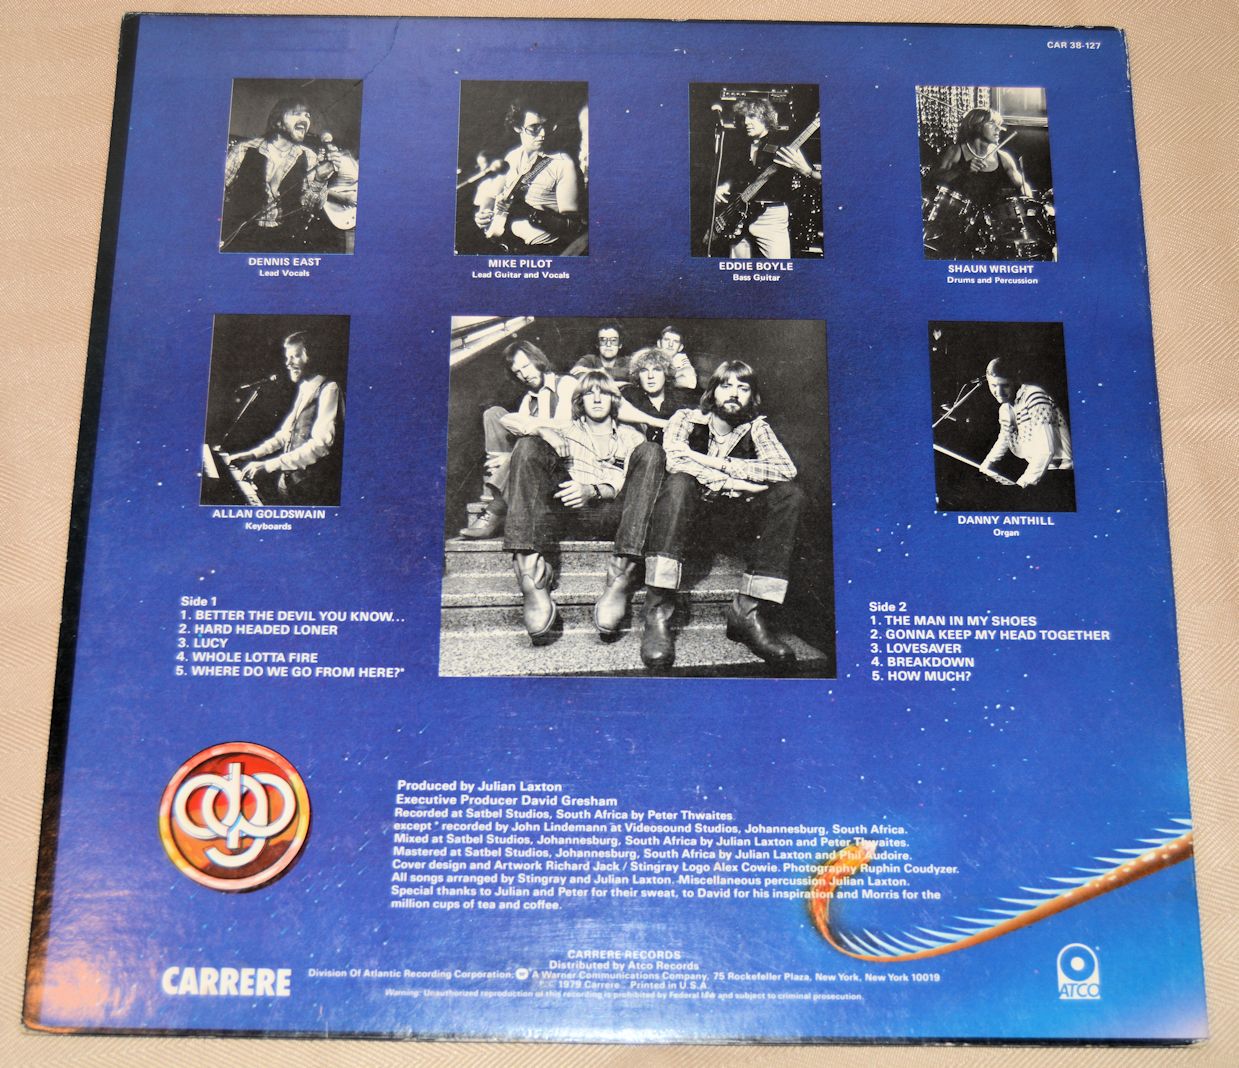 CAR 38-127
DENNIS EAST
Lead Vocals
MIKE PILOT
Lead Guitar and Vocals
EDDIE BOYLE
Bass Guitar
SHAUN WRIGHT
Drums and Percussion
ALLAN GOLDSWAIN
Keyboards
DANNY ANTHILL
Organ
Side 1
1. BETTER THE DEVIL YOU KNOW...
2. HARD HEADED LONER
3. LUCY
4. WHOLE LOTTA FIRE
5. WHERE DO WE GO FROM HERE?*
Side 2
1. THE MAN IN MY SHOES
2. GONNA KEEP MY HEAD TOGETHER
3. LOVESAVER
4. BREAKDOWN
5. HOW MUCH?
dgp
Produced by Julian Laxton
Executive Producer David Gresham
Recorded at Satbel Studios, South Africa by Peter Thwaites
except * recorded by John Lindemann at Videosound Studios, Johannesburg, South Africa.
Mixed at Satbel Studios, Johannesburg, South Africa by Julian Laxton and Peter Thwaites.
Mastered at Satbel Studios, Johannesburg, South Africa by Julian Laxton and Phil Audoire.
Cover design and Artwork Richard Jack / Stingray Logo Alex Cowie. Photography Ruphin Coudyzer.
All songs arranged by Stingray and Julian Laxton. Miscellaneous percussion Julian Laxton.
Special thanks to Julian and Peter for their sweat, to David for his inspiration and Morris for the
million cups of tea and coffee.
CARRERE
CARRERE RECORDS
Distributed by Atco Records
Division Of Atlantic Recording Corporation. A Warner Communications Company, 75 Rockefeller Plaza, New York, New York 10019
1979 Carrere . Printed in U.S.A.
Warning: Unauthorized reproduction of this recording is prohibited by Federal law and subject to criminal prosecution.
ATCO